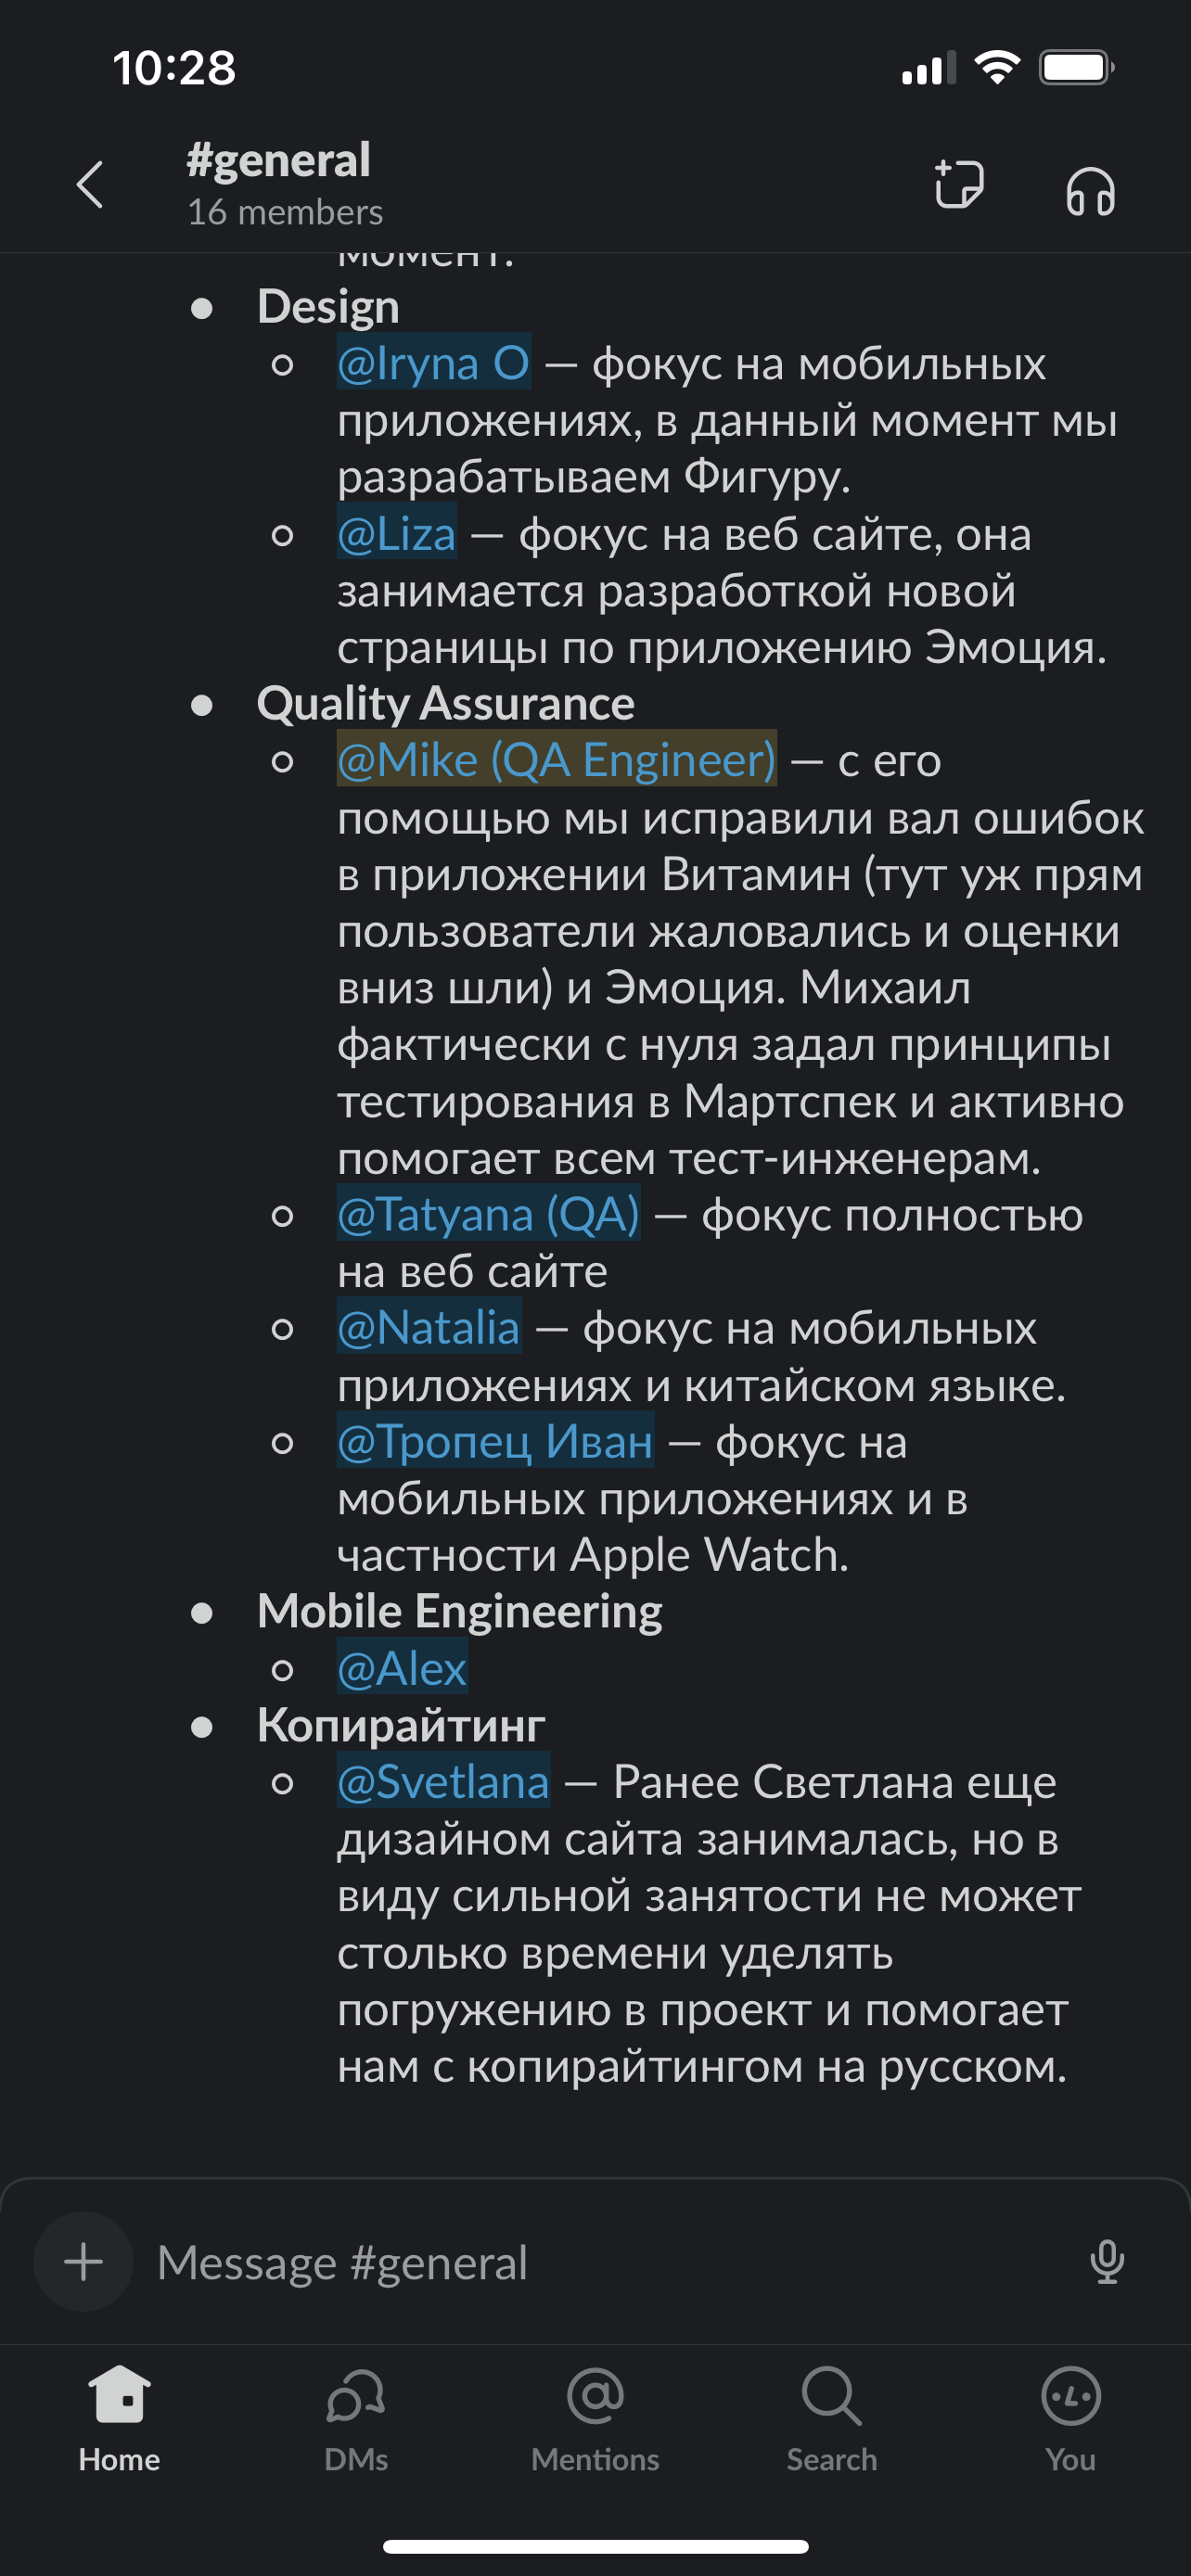 10:28
#general
16 members
момент.
Design
@Iryna O — фокус на мобильных
приложениях, в данный момент мы
разрабатываем Фигуру.
@Liza — фокус на веб сайте, она
занимается разработкой новой
страницы по приложению Эмоция.
Quality Assurance
@Mike (QA Engineer) — с его
помощью мы исправили вал ошибок
в приложении Витамин (тут уж прям
пользователи жаловались и оценки
вниз шли) и Эмоция. Михаил
фактически с нуля задал принципы
тестирования в Мартспек и активно
помогает всем тест-инженерам.
@Tatyana (QA) — фокус полностью
на веб сайте
@Natalia — фокус на мобильных
приложениях и китайском языке.
@Тропец Иван — фокус на
мобильных приложениях и в
частности Apple Watch.
Mobile Engineering
@Alex
Копирайтинг
@Svetlana — Ранее Светлана еще
дизайном сайта занималась, но в
виду сильной занятости не может
столько времени уделять
погружению в проект и помогает
нам с копирайтингом на русском.
Message #general
Home DMs Mentions Search You